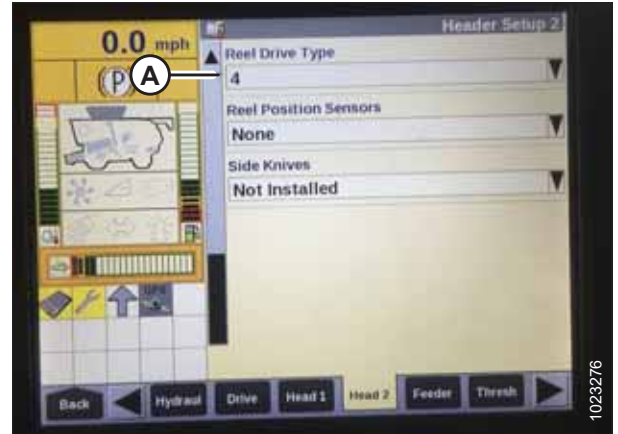 0.0 mph
Header Setup 2
(P)
A
Reel Drive Type
4
Reel Position Sensors
None
Side Knives
Not Installed
Back
Hydraul
Drive
Head 1
Head 2
Feeder
Thresh
1023276